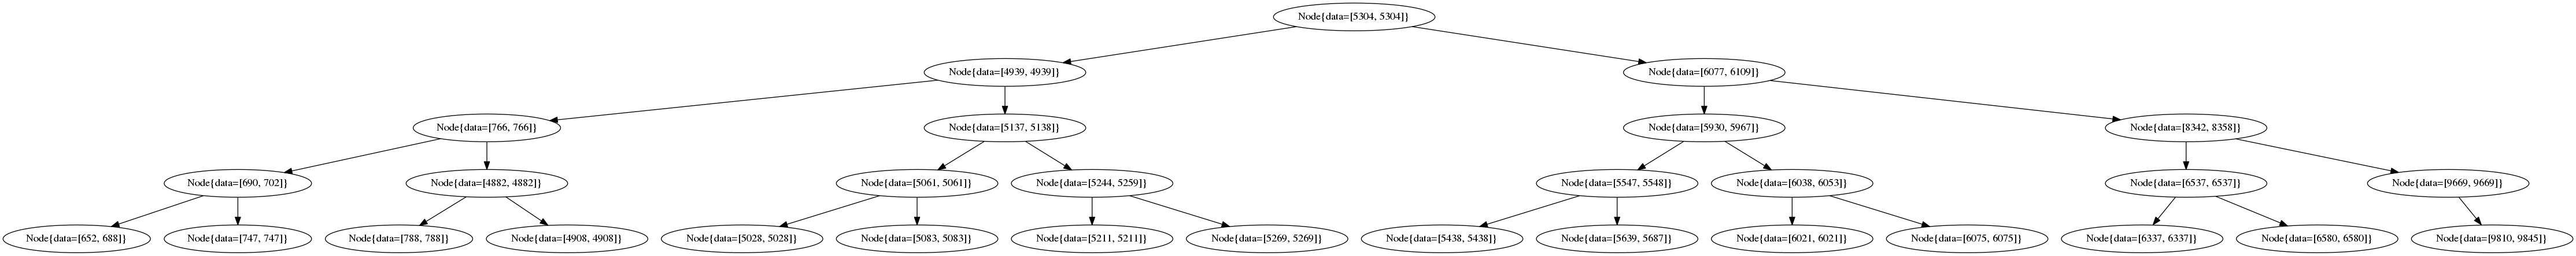 Node{data=[5304, 5304]}
Node{data=[4939, 4939]}
Node{data=[6077, 6109]}
Node{data=[766, 766]}
Node{data=[5137, 5138]}
Node{data=[5930, 5967]}
Node{data=[8342, 8358]}
Node{data=[690, 702]}
Node{data=[4882, 4882]}
Node{data=[5061, 5061]}
Node{data=[5244, 5259]}
Node{data=[5547, 5548]}
Node{data=[6038, 6053]}
Node{data=[6537, 6537]}
Node{data=[9669, 9669]}
Node{data=[652, 688]}
Node{data=[747, 747]}
Node{data=[788, 788]}
Node{data=[4908, 4908]}
Node{data=[5028, 5028]}
Node{data=[5083, 5083]}
Node{data=[5211, 5211]}
Node{data=[5269, 5269]}
Node{data=[5438, 5438]}
Node{data=[5639, 5687]}
Node{data=[6021, 6021]}
Node{data=[6075, 6075]}
Node{data=[6337, 6337]}
Node{data=[6580, 6580]}
Node{data=[9810, 9845]}